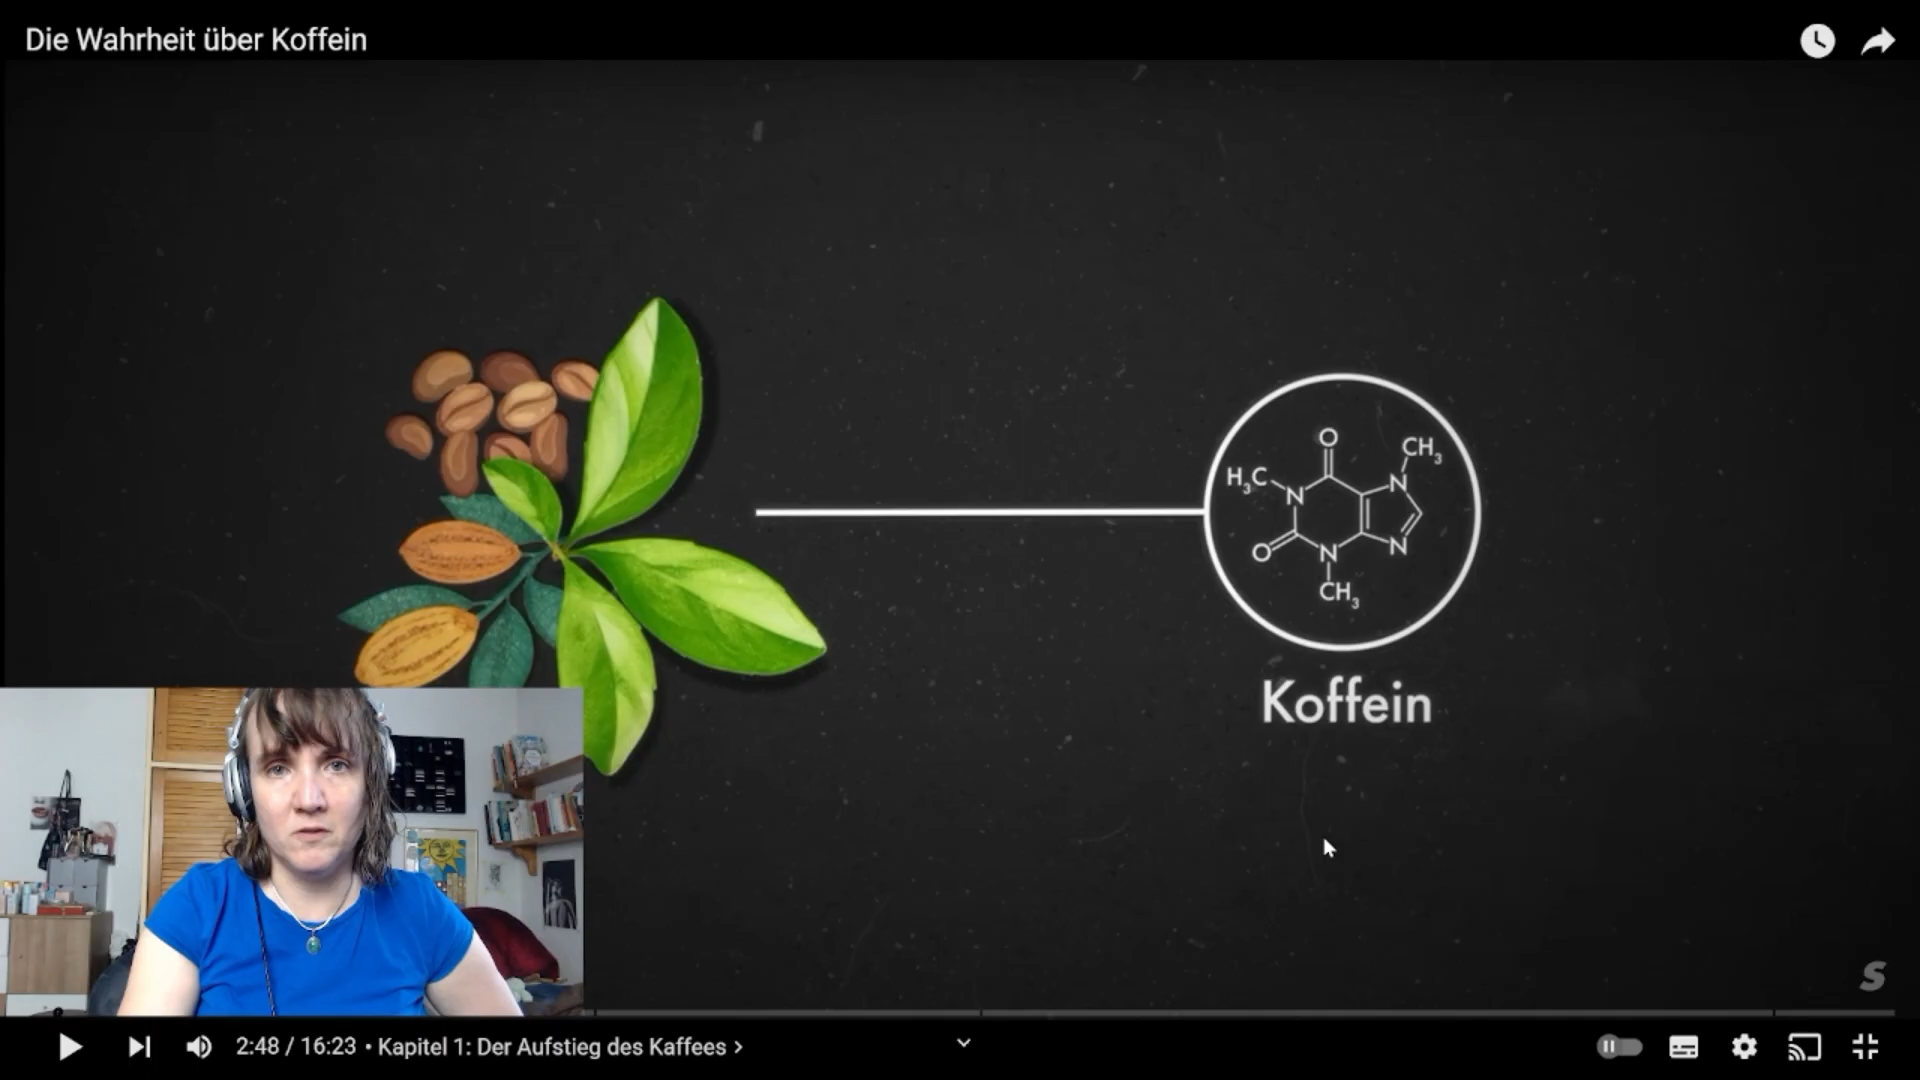 Die Wahrheit über Koffein
O
CH3
H3C
N
N
O
N
N
CH3
Koffein
S
2:48 / 16:23 • Kapitel 1: Der Aufstieg des Kaffees >